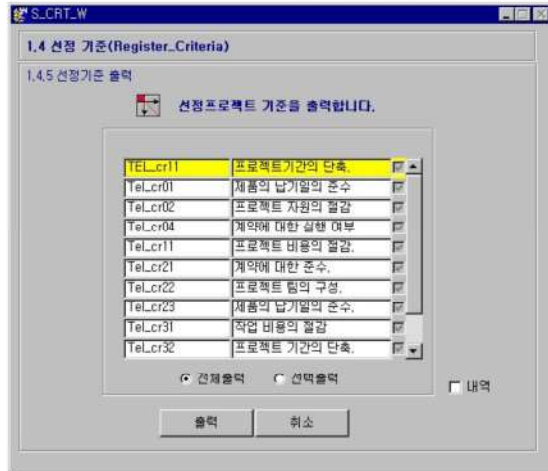 S_CRT_W
1.4 선정 기준(Register_Criteria)
1.4.5 선정기준 출력
선정프로젝트 기준을 출력합니다.
TEL_cr11 프로젝트기간의 단축.
Tel_cr01 제품의 납기일의 준수
Tel_cr02 프로젝트 자원의 절감
Tel_cr04 계약에 대한 실행 여부
Tel_cr11 프로젝트 비용의 절감.
Tel_cr21 계약에 대한 준수.
Tel_cr22 프로젝트 팀의 구성.
Tel_cr23 제품의 납기일의 준수.
Tel_cr31 작업 비용의 절감
Tel_cr32 프로젝트 기간의 단축.
전체출력 선택출력
내역
출력 취소